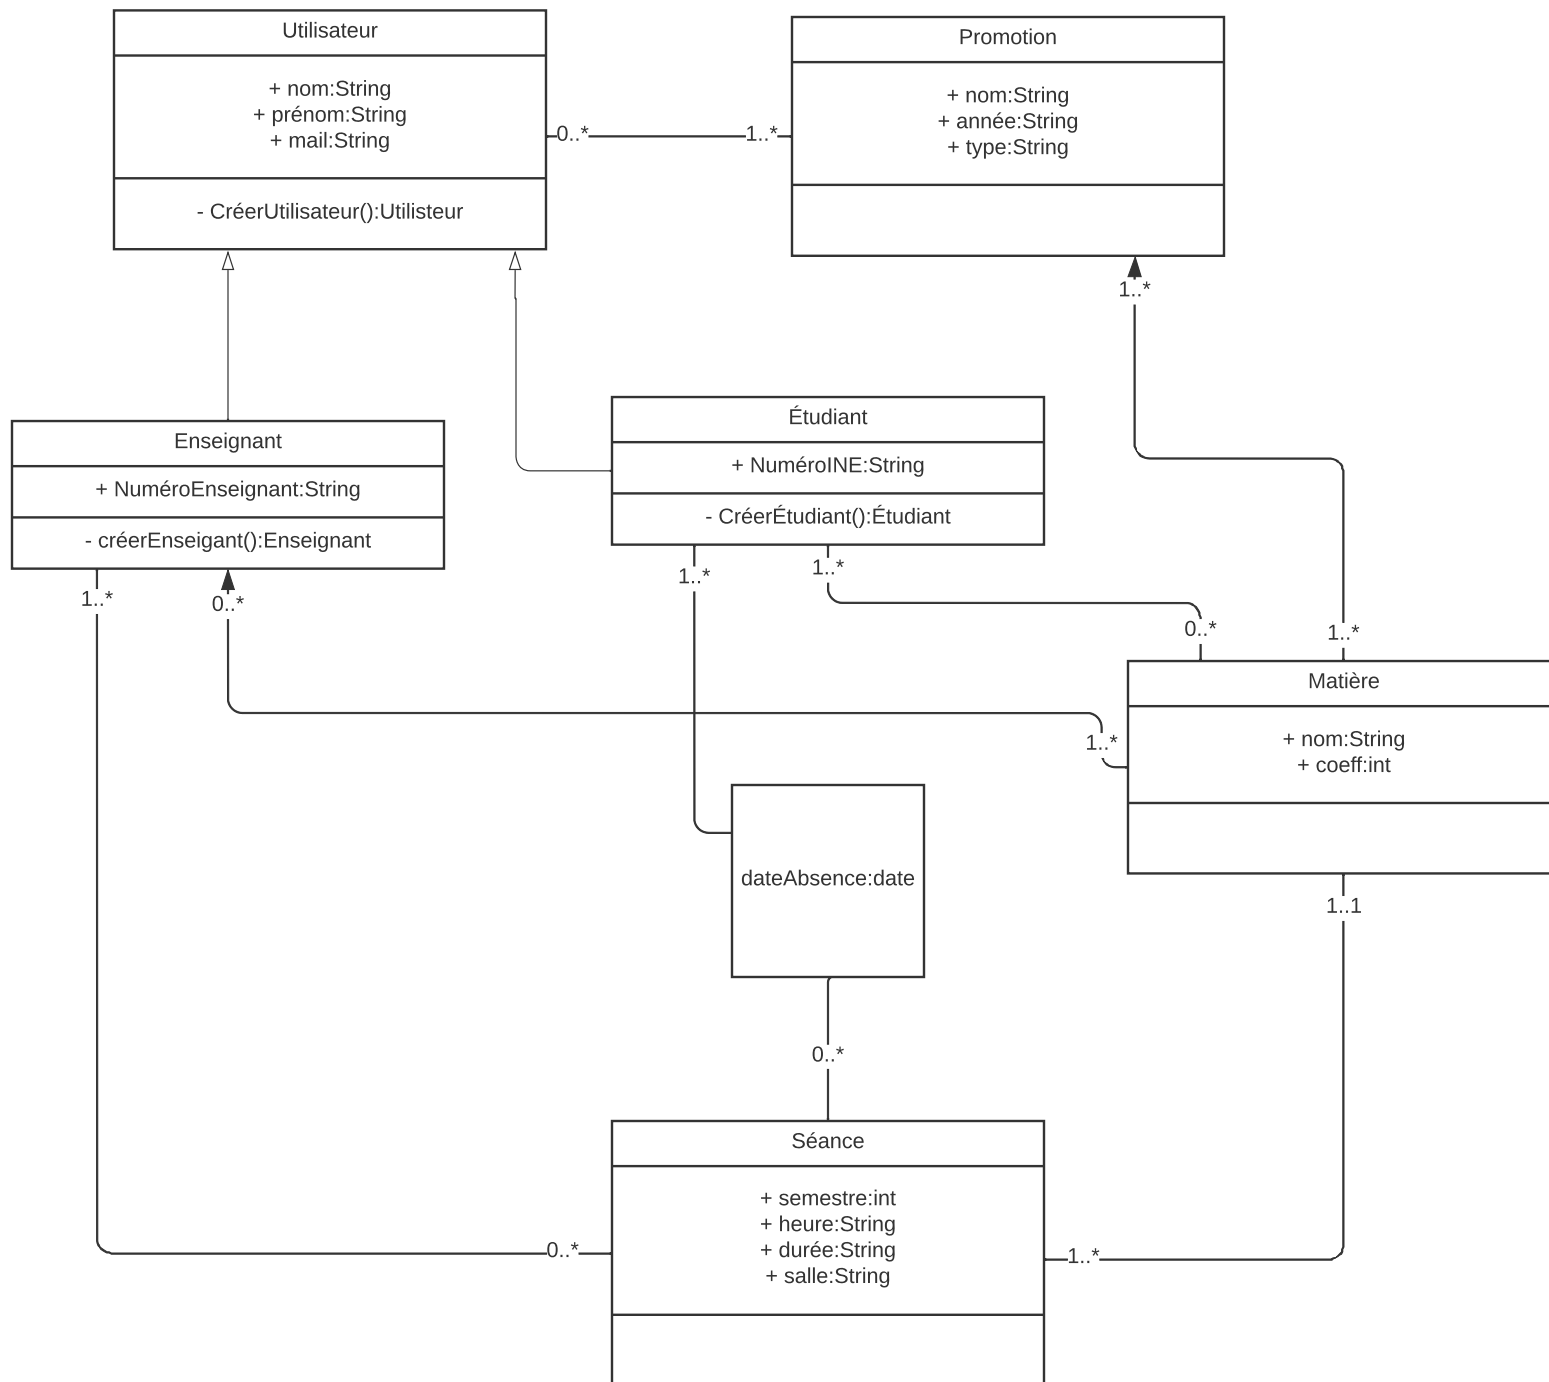 Utilisateur
+ nom:String
+ prénom:String
+ mail:String
- CréerUtilisateur():Utilisteur
Promotion
+ nom:String
+ année:String
+ type:String
0..*
1..*
1..*
Enseignant
+ NuméroEnseignant:String
- créerEnseigant():Enseignant
Étudiant
+ NuméroINE:String
- CréerÉtudiant():Étudiant
1..*
0..*
1..*
1..*
0..*
1..*
Matière
+ nom:String
+ coeff:int
1..*
dateAbsence:date
1..1
0..*
Séance
+ semestre:int
+ heure:String
+ durée:String
+ salle:String
0..*
1..*